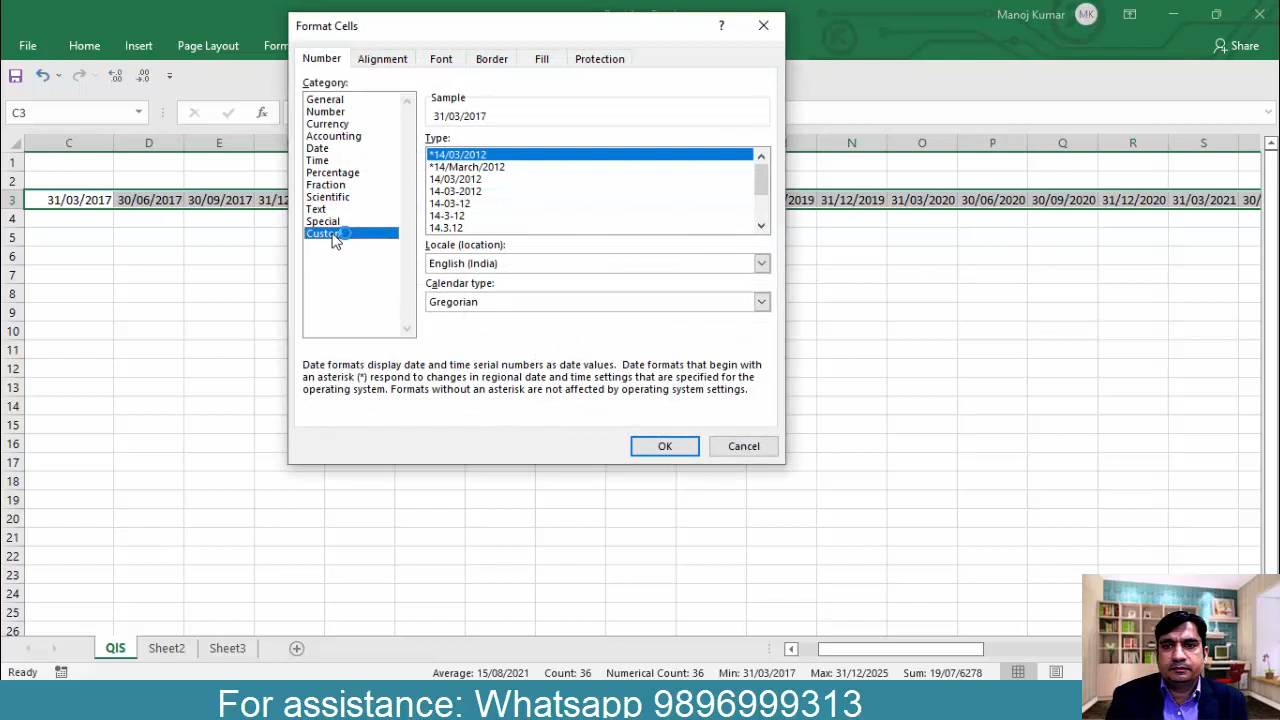 Format Cells
?
Manoj Kumar MK
File Home Insert Page Layout
Share
Number Alignment Font Border Fill Protection
Category:
General
Number
Currency
Accounting
Date
Time
Percentage
Fraction
Scientific
Text
Special
Custom
Sample
31/03/2017
Type:
*14/03/2012
*14/March/2012
14/03/2012
14-03-2012
14-03-12
14-3-12
14.3.12
Locale (location):
English (India)
Calendar type:
Gregorian
Date formats display date and time serial numbers as date values. Date formats that begin with
an asterisk (*) respond to changes in regional date and time settings that are specified for the
operating system. Formats without an asterisk are not affected by operating system settings.
OK Cancel
C3 fx
C D E N O P Q R S
1
2
3 31/03/2017 30/06/2017 30/09/2017 31/12 2019 31/12/2019 31/03/2020 30/06/2020 30/09/2020 31/12/2020 31/03/2021 30/
4
5
6
7
8
9
10
11
12
13
14
15
16
17
18
19
20
21
22
23
24
25
26
QIS Sheet2 Sheet3
Ready Average: 15/08/2021 Count: 36 Numerical Count: 36 Min: 31/03/2017 Max: 31/12/2025 Sum: 19/07/6278
For assistance: Whatsapp 9896999313